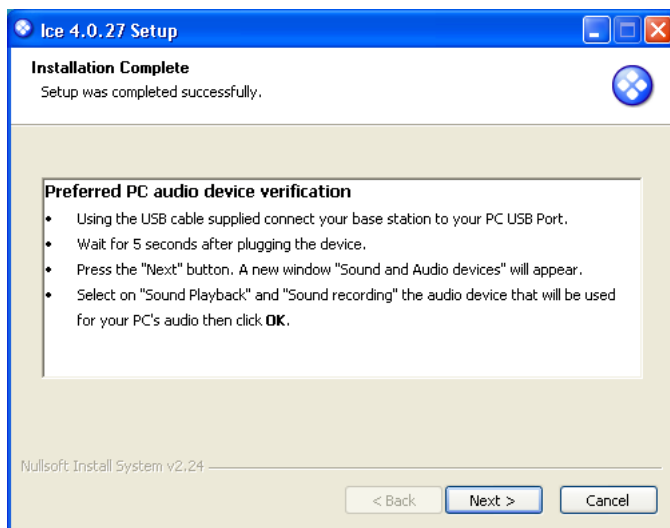 Ice 4.0.27 Setup
Installation Complete
Setup was completed successfully.
Preferred PC audio device verification
• Using the USB cable supplied connect your base station to your PC USB Port.
• Wait for 5 seconds after plugging the device.
• Press the "Next" button. A new window "Sound and Audio devices" will appear.
• Select on "Sound Playback" and "Sound recording" the audio device that will be used
for your PC's audio then click OK.
Nullsoft Install System v2.24
< Back Next > Cancel